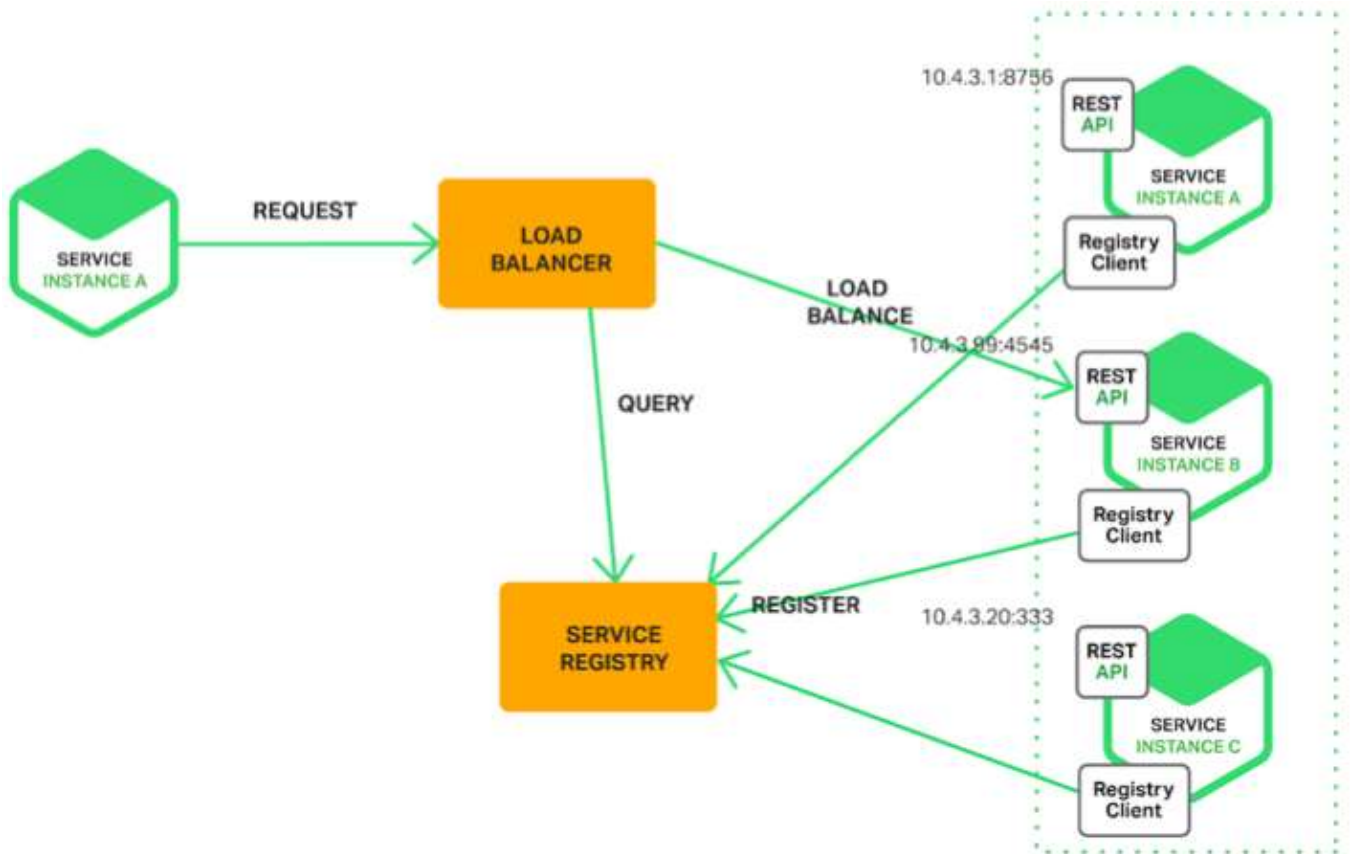 10.4.3.1:8756
REST
API
SERVICE
INSTANCE A
Registry
Client
SERVICE
INSTANCE A
REQUEST
LOAD
BALANCER
LOAD
BALANCE
10.4.3.99:4545
REST
API
SERVICE
INSTANCE B
Registry
Client
QUERY
SERVICE
REGISTRY
REGISTER
10.4.3.20:333
REST
API
SERVICE
INSTANCE C
Registry
Client